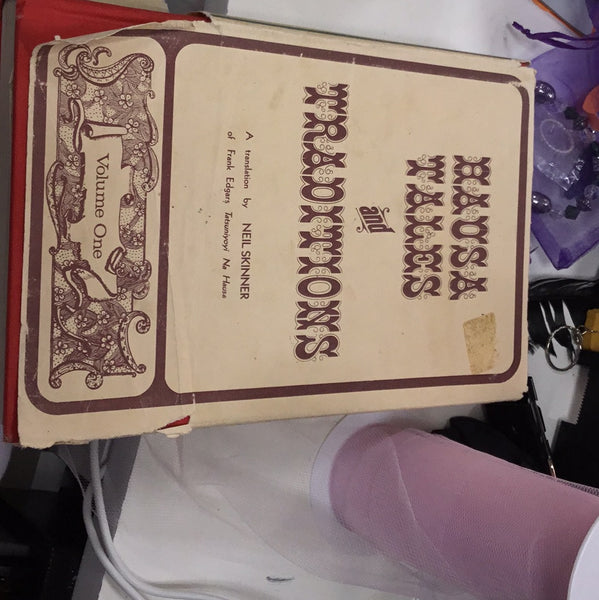 HAUSA
TALES
and
TRADITIONS
A translation by NEIL SKINNER
of Frank Edgar's Tatsuniyoyi Na Hausa
Volume One